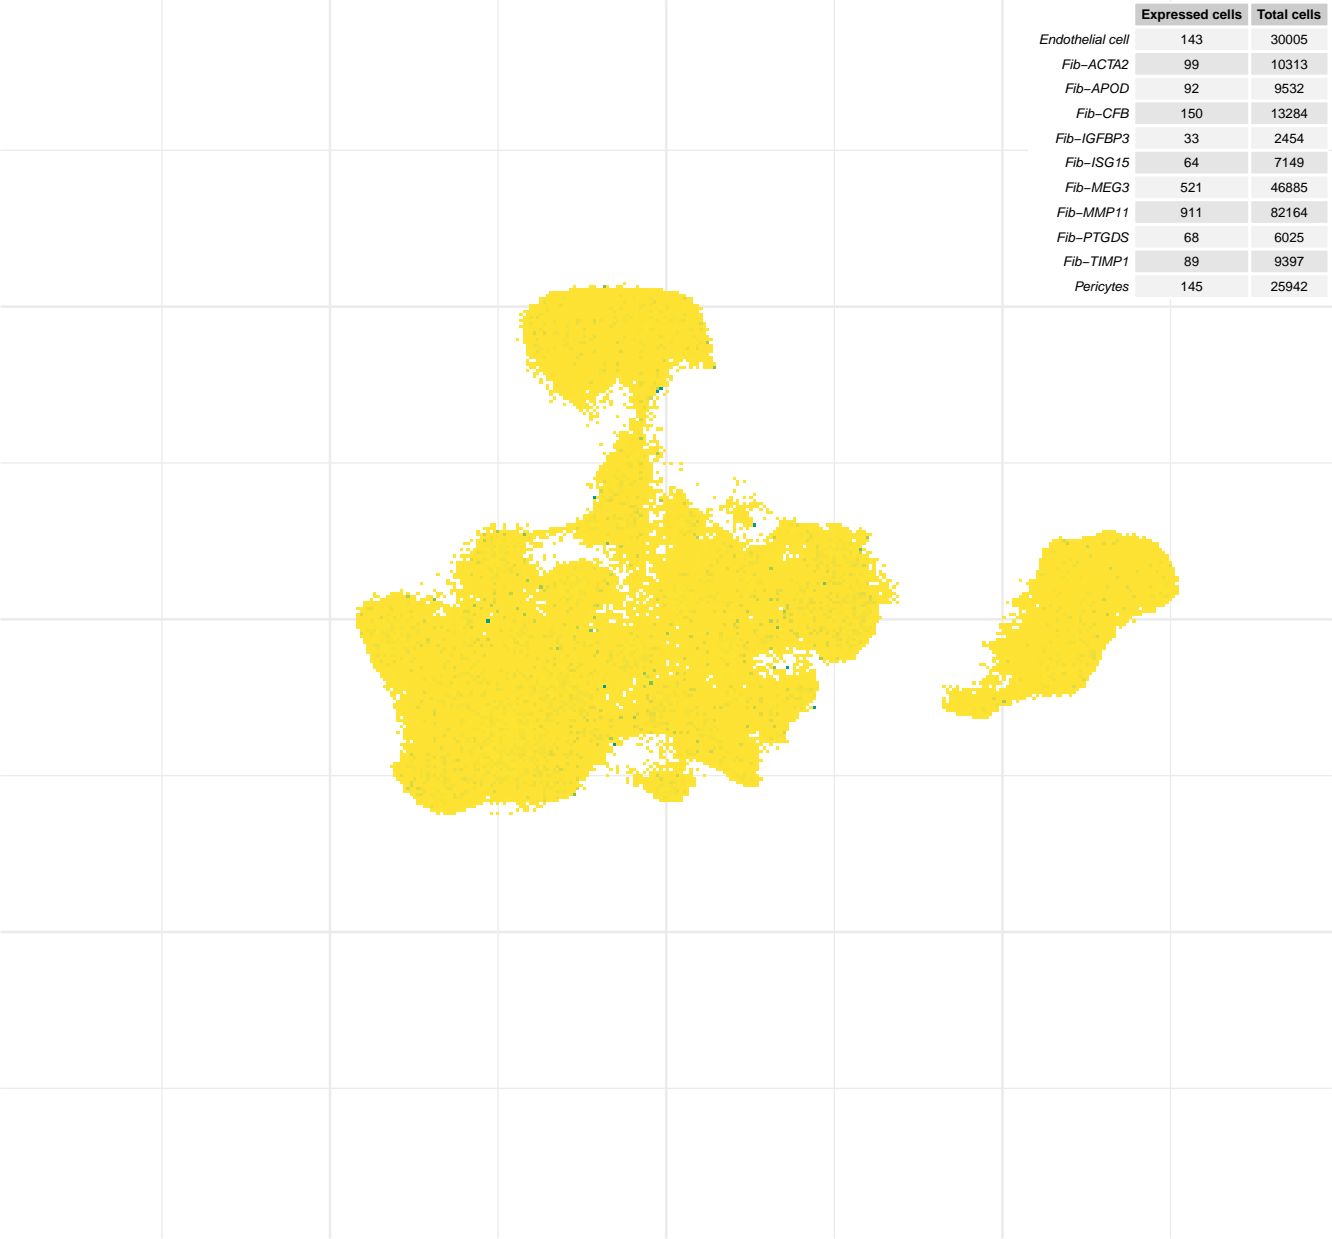 Expressed cells Total cells
Endothelial cell 143 30005
Fib−ACTA2 99 10313
Fib−APOD 92 9532
Fib−CFB 150 13284
Fib−IGFBP3 33 2454
Fib−ISG15 64 7149
Fib−MEG3 521 46885
Fib−MMP11 911 82164
Fib−PTGDS 68 6025
Fib−TIMP1 89 9397
Pericytes 145 25942